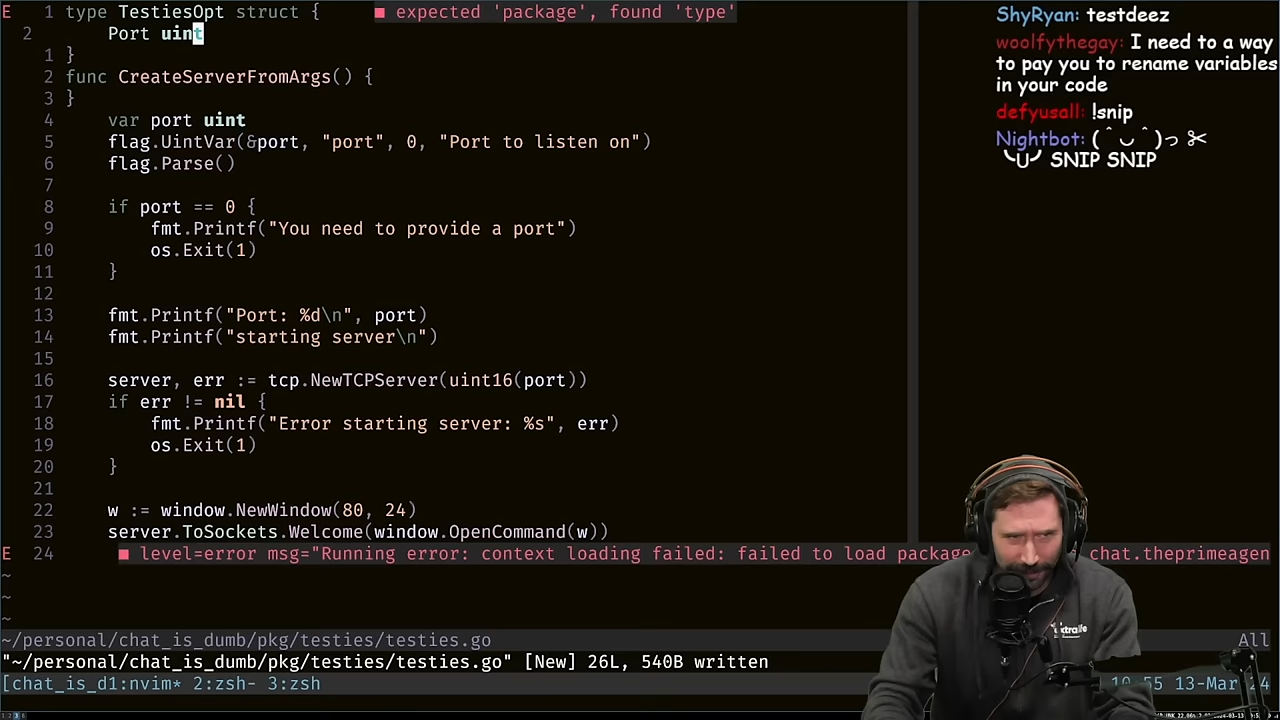 E 1 type TestiesOpt struct { ■ expected 'package', found 'type'
2 Port uint
1 }
2 func CreateServerFromArgs() {
3 }
4 var port uint
5 flag.UintVar(&port, "port", 0, "Port to listen on")
6 flag.Parse()
7
8 if port == 0 {
9 fmt.Printf("You need to provide a port")
10 os.Exit(1)
11 }
12
13 fmt.Printf("Port: %d\n", port)
14 fmt.Printf("starting server\n")
15
16 server, err := tcp.NewTCPServer(uint16(port))
17 if err != nil {
18 fmt.Printf("Error starting server: %s", err)
19 os.Exit(1)
20 }
21
22 w := window.NewWindow(80, 24)
23 server.ToSockets.Welcome(window.OpenCommand(w))
E 24 ■ level=error msg="Running error: context loading failed: failed to load package chat.theprimeagen
~
~
~
~/personal/chat_is_dumb/pkg/testies/testies.go All
"~/personal/chat_is_dumb/pkg/testies/testies.go" [New] 26L, 540B written
[chat_is_d1:nvim* 2:zsh- 3:zsh 10:55 13-Mar 24
ShyRyan: testdeez
woolfythegay: I need to a way
to pay you to rename variables
in your code
defyusall: !snip
Nightbot: ( ˆ ᴗ ˆ )っ ✂
╰U╯ SNIP SNIP